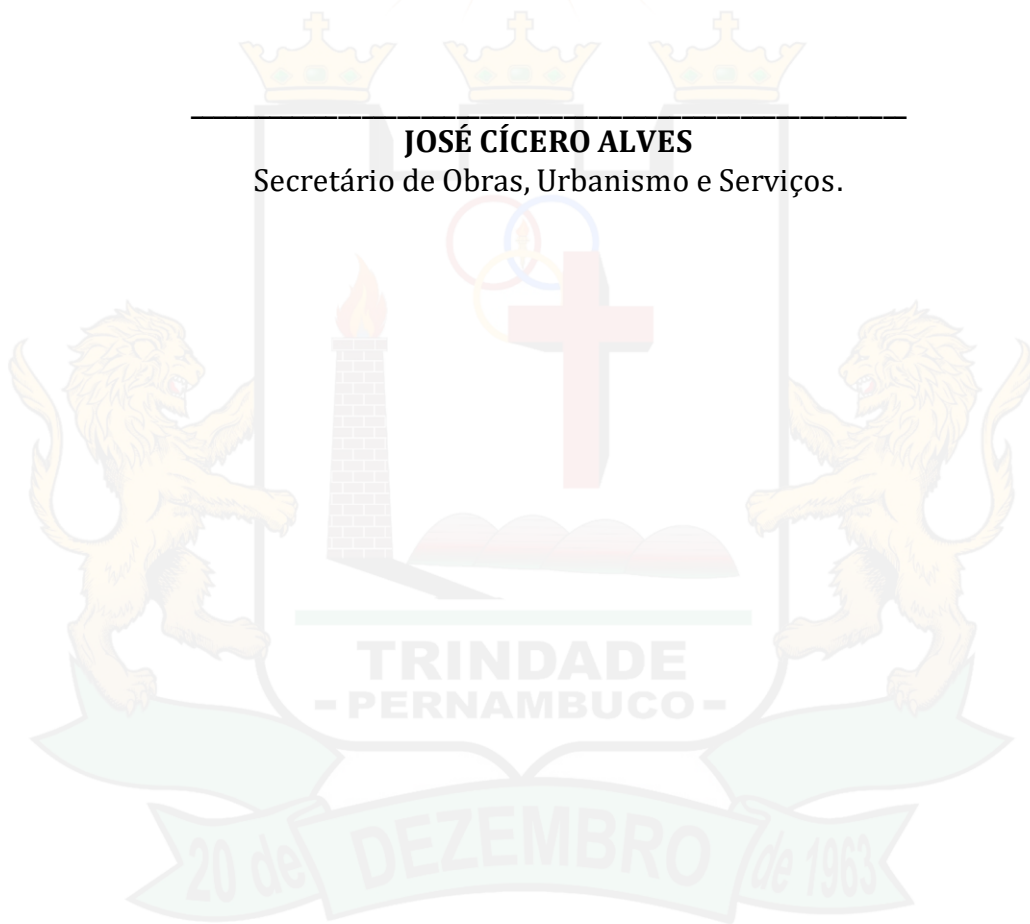 JOSÉ CÍCERO ALVES
Secretário de Obras, Urbanismo e Serviços.
TRINDADE
- PERNAMBUCO -
20 de DEZEMBRO de 1963